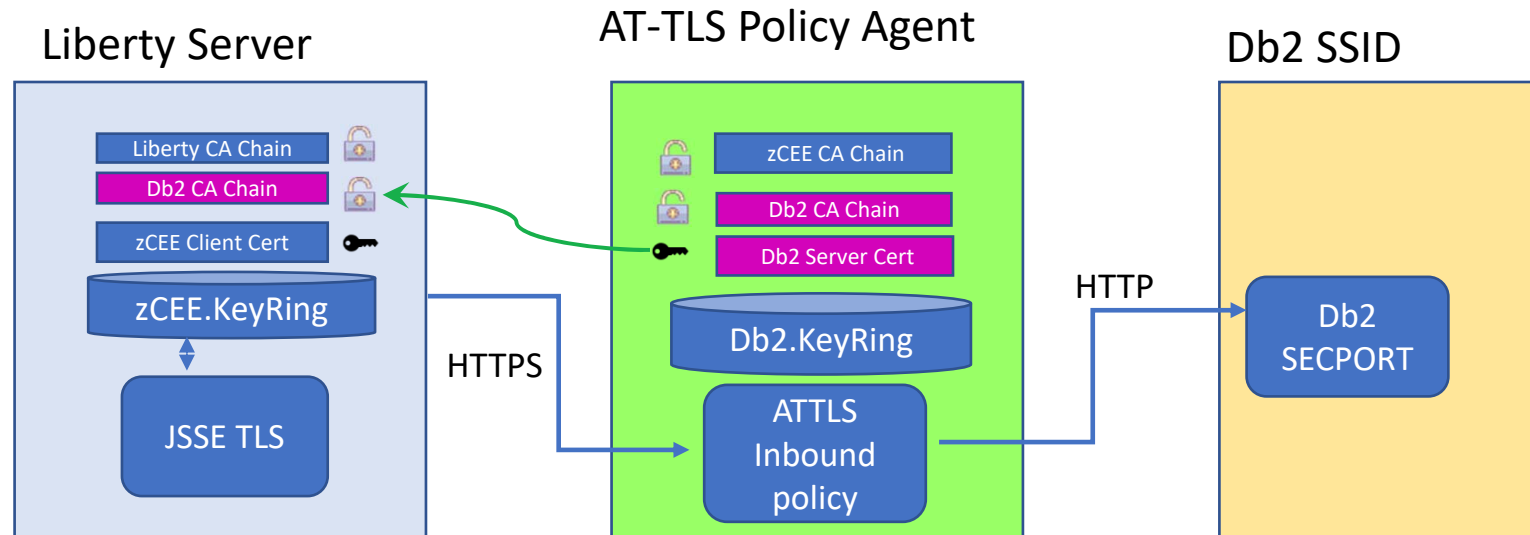 Liberty Server
Liberty CA Chain
Db2 CA Chain
zCEE Client Cert
zCEE.KeyRing
JSSE TLS
HTTPS
AT-TLS Policy Agent
zCEE CA Chain
Db2 CA Chain
Db2 Server Cert
Db2.KeyRing
ATTLS
Inbound
policy
HTTP
Db2 SSID
Db2
SECPORT